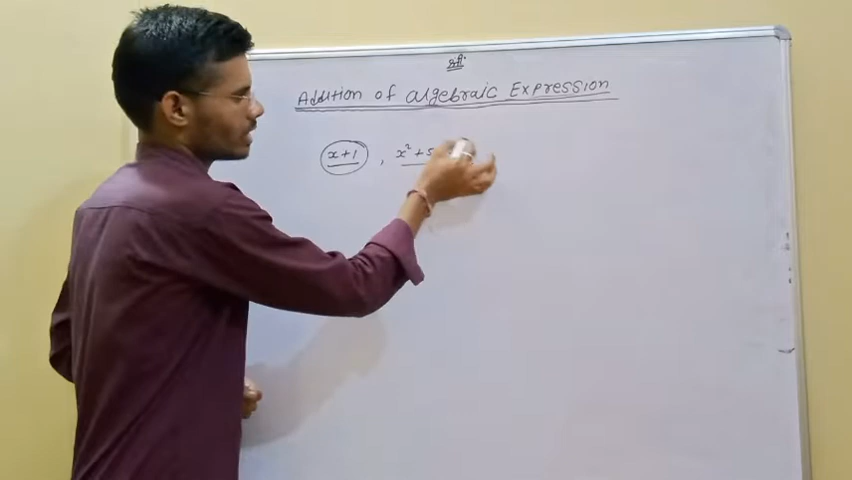 श्री
Addition of algebraic Expression
x+1 , x² + 5